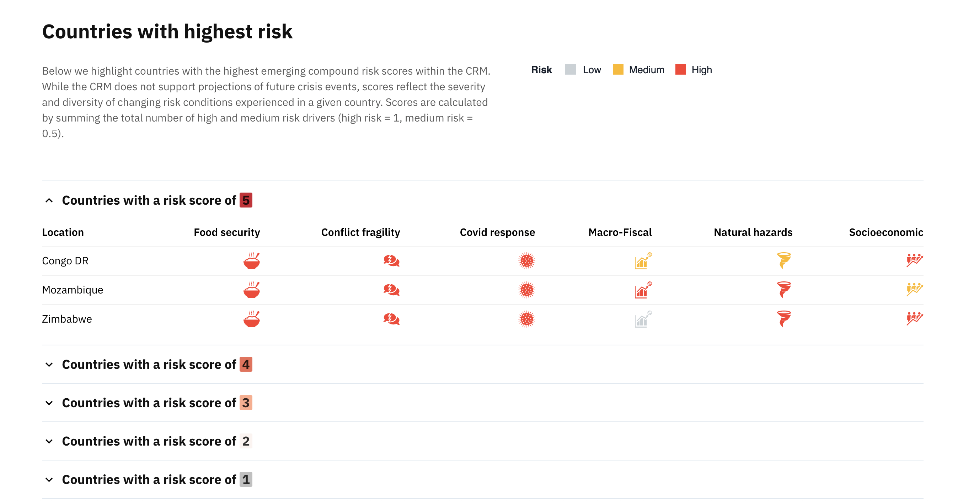 Countries with highest risk
Below we highlight countries with the highest emerging compound risk scores within the CRM.
While the CRM does not support projections of future crisis events, scores reflect the severity
and diversity of changing risk conditions experienced in a given country. Scores are calculated
by summing the total number of high and medium risk drivers (high risk = 1, medium risk =
0.5).
Risk Low Medium High
Countries with a risk score of 5
Location Food security Conflict fragility Covid response Macro-Fiscal Natural hazards Socioeconomic
Congo DR
Mozambique
Zimbabwe
Countries with a risk score of 4
Countries with a risk score of 3
Countries with a risk score of 2
Countries with a risk score of 1